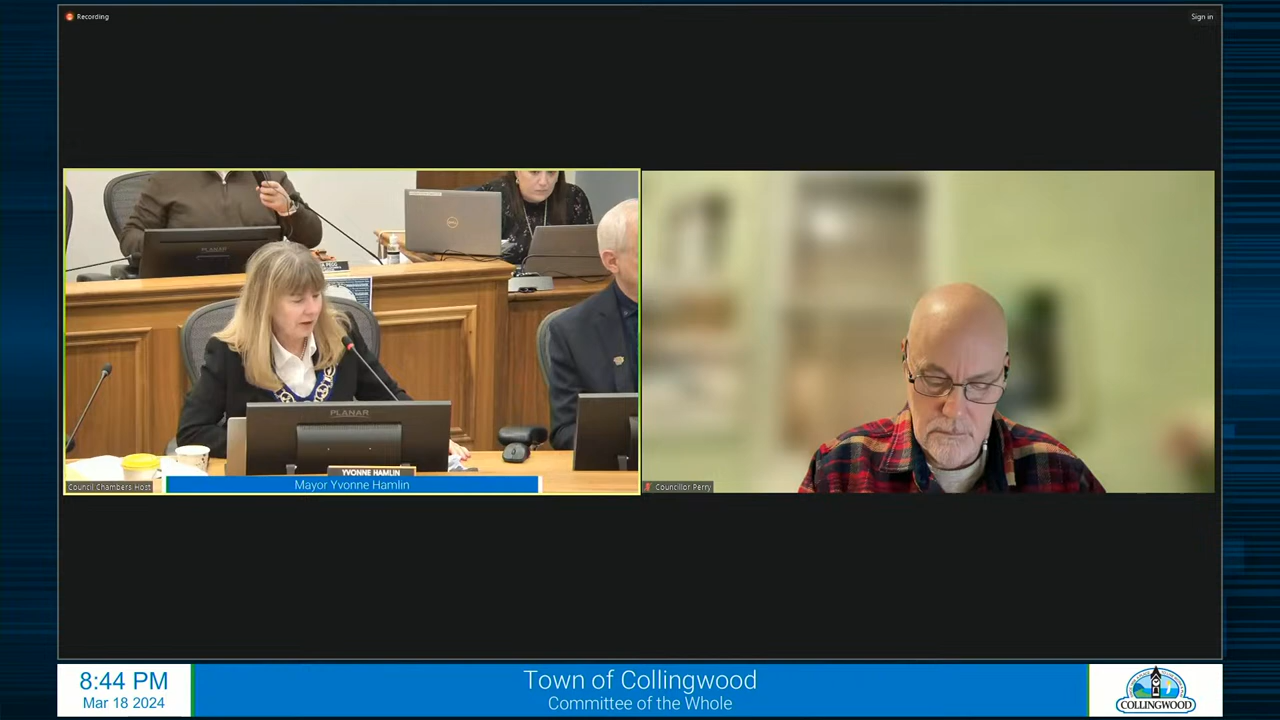 Recording
Sign in
PLANAR
DELL
PLANAR
YVONNE HAMLIN
Council Chambers Host
Mayor Yvonne Hamlin
Councillor Perry
8:44 PM
Mar 18 2024
Town of Collingwood
Committee of the Whole
COLLINGWOOD